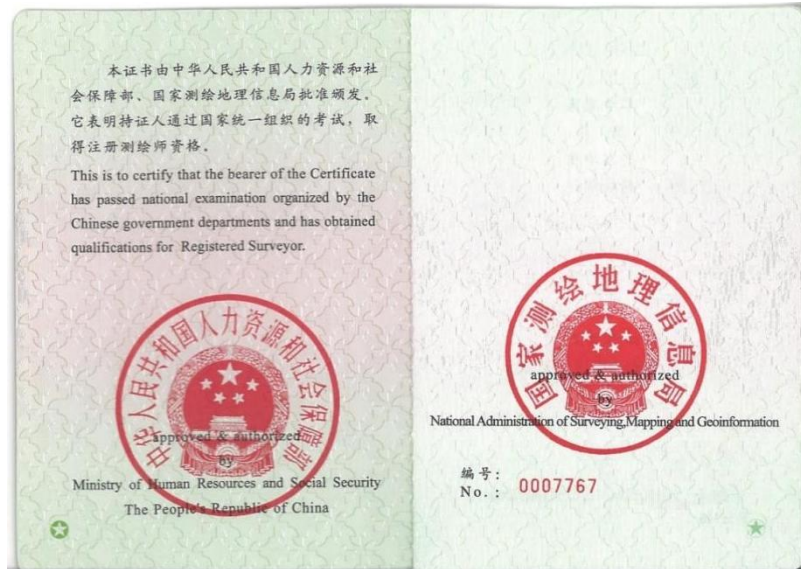 本证书由中华人民共和国人力资源和社
会保障部、国家测绘地理信息局批准颁发。
它表明持证人通过国家统一组织的考试，取
得注册测绘师资格。
This is to certify that the bearer of the Certificate
has passed national examination organized by the
Chinese government departments and has obtained
qualifications for Registered Surveyor.
中华人民共和国人力资源和社会保障部
approved & authorized
by
Ministry of Human Resources and Social Security
The People's Republic of China
国家测绘地理信息局
approved & authorized
by
National Administration of Surveying,Mapping and Geoinformation
编号:
No.: 0007767